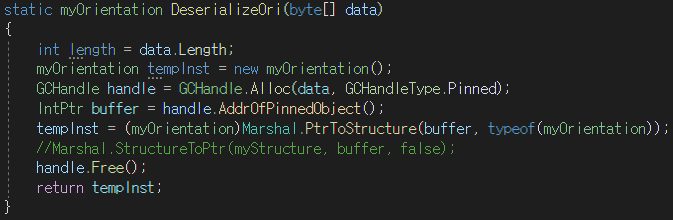 static myOrientation DeserializeOri(byte[] data)
{
int length = data.Length;
myOrientation tempInst = new myOrientation();
GCHandle handle = GCHandle.Alloc(data, GCHandleType.Pinned);
IntPtr buffer = handle.AddrOfPinnedObject();
tempInst = (myOrientation)Marshal.PtrToStructure(buffer, typeof(myOrientation));
//Marshal.StructureToPtr(myStructure, buffer, false);
handle.Free();
return tempInst;
}